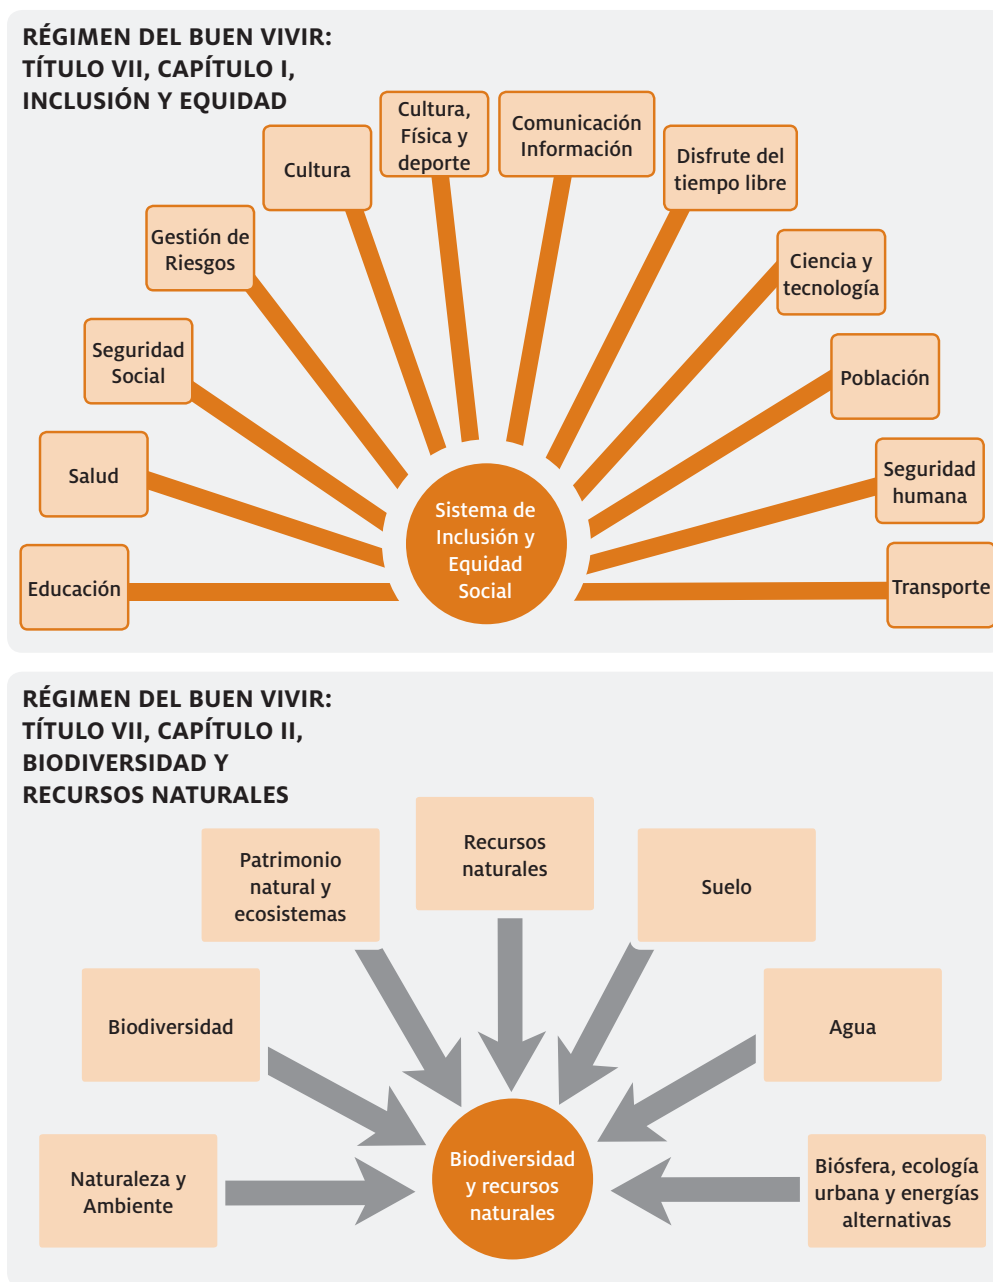 RÉGIMEN DEL BUEN VIVIR:
TÍTULO VII, CAPÍTULO I,
INCLUSIÓN Y EQUIDAD
Educación
Salud
Seguridad
Social
Gestión de
Riesgos
Cultura
Cultura,
Física y
deporte
Comunicación
Información
Disfrute del
tiempo libre
Ciencia y
tecnología
Población
Seguridad
humana
Transporte
Sistema de
Inclusión y
Equidad
Social
RÉGIMEN DEL BUEN VIVIR:
TÍTULO VII, CAPÍTULO II,
BIODIVERSIDAD Y
RECURSOS NATURALES
Naturaleza y
Ambiente
Biodiversidad
Patrimonio
natural y
ecosistemas
Recursos
naturales
Suelo
Agua
Biósfera, ecología
urbana y energías
alternativas
Biodiversidad
y recursos
naturales